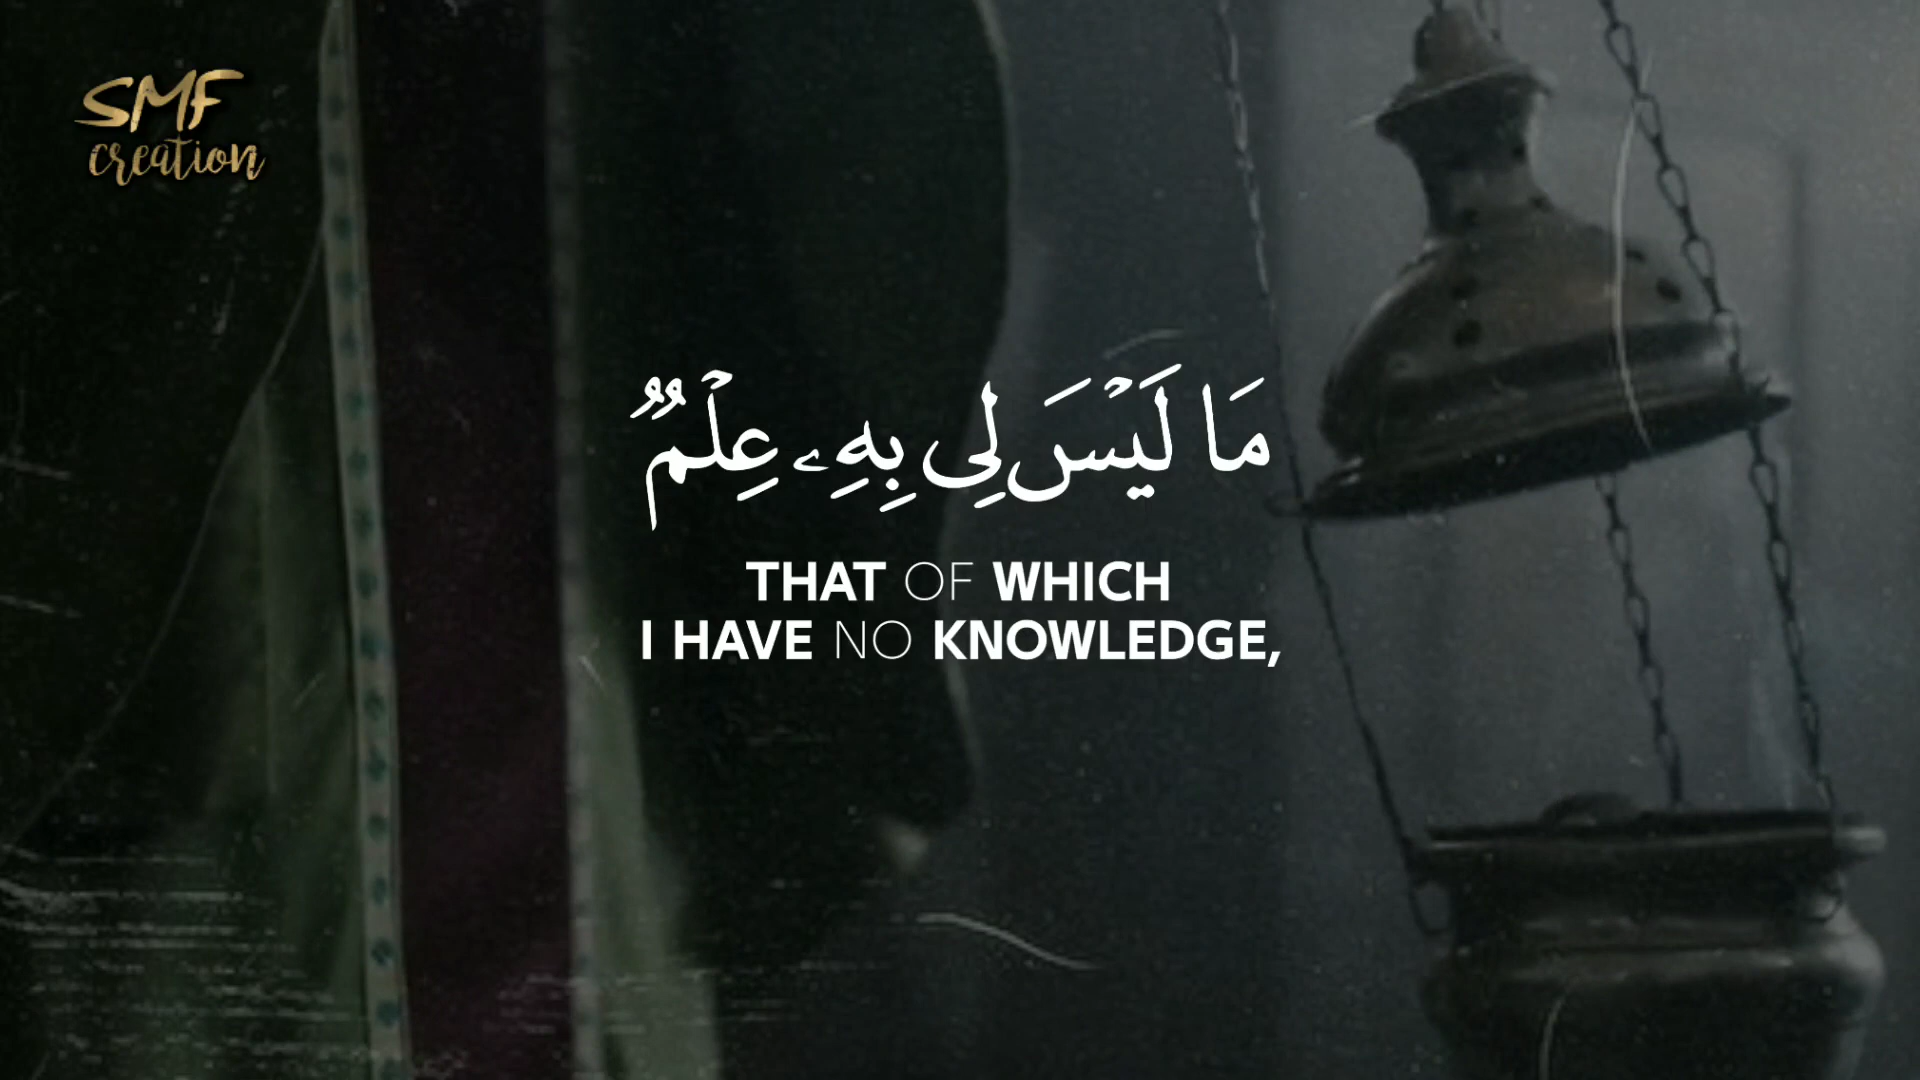 SMF
creation
مَا لَيۡسَ لِي بِهِۦ عِلۡمٞ
THAT OF WHICH
I HAVE NO KNOWLEDGE,